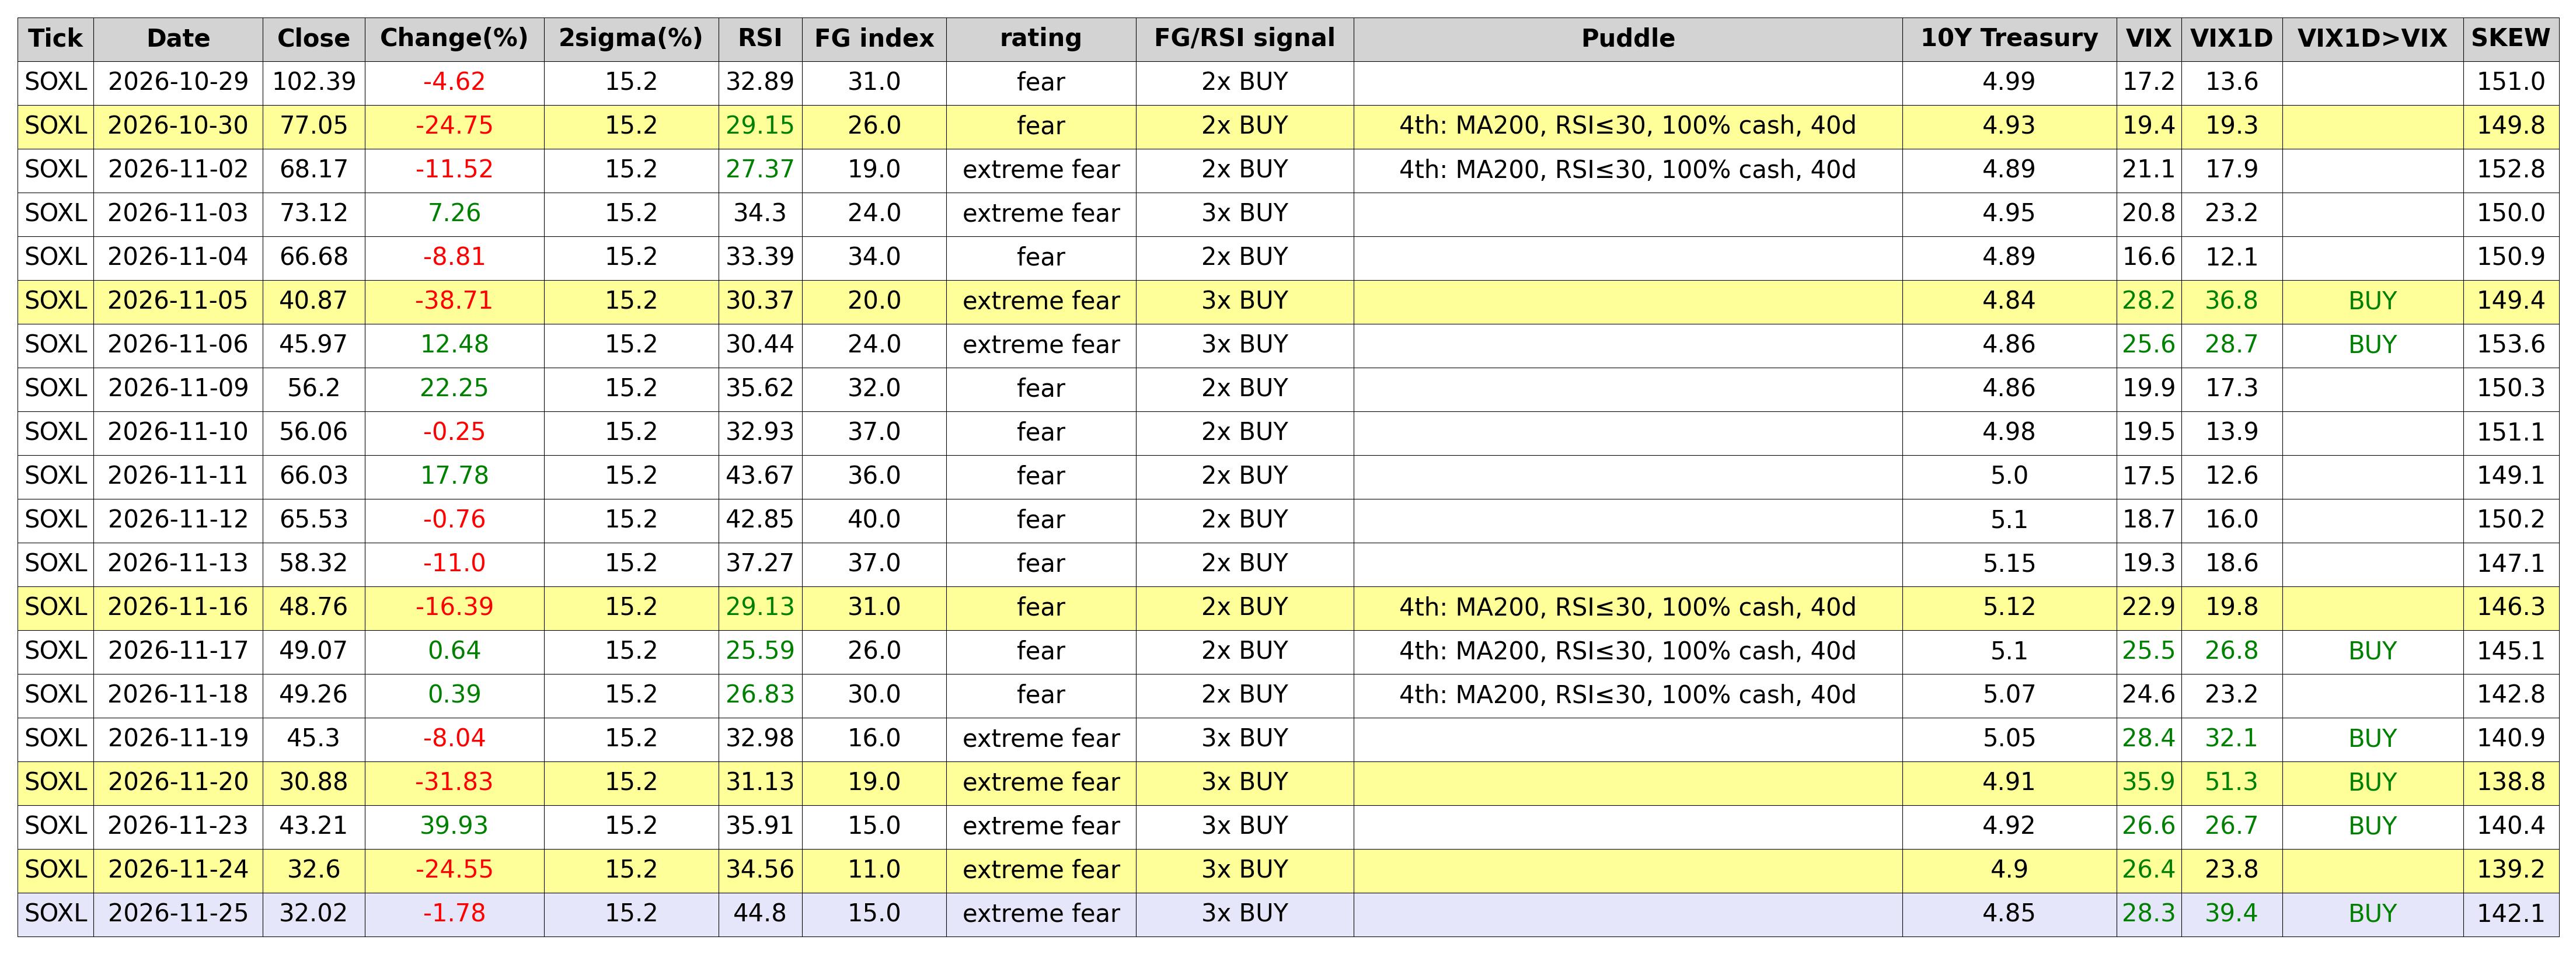 Tick Date Close Change(%) 2sigma(%) RSI FG index rating FG/RSI signal Puddle 10Y Treasury VIX VIX1D VIX1D>VIX SKEW
SOXL 2026-10-29 102.39 -4.62 15.2 32.89 31.0 fear 2x BUY 4.99 17.2 13.6 151.0
SOXL 2026-10-30 77.05 -24.75 15.2 29.15 26.0 fear 2x BUY 4th: MA200, RSI≤30, 100% cash, 40d 4.93 19.4 19.3 149.8
SOXL 2026-11-02 68.17 -11.52 15.2 27.37 19.0 extreme fear 2x BUY 4th: MA200, RSI≤30, 100% cash, 40d 4.89 21.1 17.9 152.8
SOXL 2026-11-03 73.12 7.26 15.2 34.3 24.0 extreme fear 3x BUY 4.95 20.8 23.2 150.0
SOXL 2026-11-04 66.68 -8.81 15.2 33.39 34.0 fear 2x BUY 4.89 16.6 12.1 150.9
SOXL 2026-11-05 40.87 -38.71 15.2 30.37 20.0 extreme fear 3x BUY 4.84 28.2 36.8 BUY 149.4
SOXL 2026-11-06 45.97 12.48 15.2 30.44 24.0 extreme fear 3x BUY 4.86 25.6 28.7 BUY 153.6
SOXL 2026-11-09 56.2 22.25 15.2 35.62 32.0 fear 2x BUY 4.86 19.9 17.3 150.3
SOXL 2026-11-10 56.06 -0.25 15.2 32.93 37.0 fear 2x BUY 4.98 19.5 13.9 151.1
SOXL 2026-11-11 66.03 17.78 15.2 43.67 36.0 fear 2x BUY 5.0 17.5 12.6 149.1
SOXL 2026-11-12 65.53 -0.76 15.2 42.85 40.0 fear 2x BUY 5.1 18.7 16.0 150.2
SOXL 2026-11-13 58.32 -11.0 15.2 37.27 37.0 fear 2x BUY 5.15 19.3 18.6 147.1
SOXL 2026-11-16 48.76 -16.39 15.2 29.13 31.0 fear 2x BUY 4th: MA200, RSI≤30, 100% cash, 40d 5.12 22.9 19.8 146.3
SOXL 2026-11-17 49.07 0.64 15.2 25.59 26.0 fear 2x BUY 4th: MA200, RSI≤30, 100% cash, 40d 5.1 25.5 26.8 BUY 145.1
SOXL 2026-11-18 49.26 0.39 15.2 26.83 30.0 fear 2x BUY 4th: MA200, RSI≤30, 100% cash, 40d 5.07 24.6 23.2 142.8
SOXL 2026-11-19 45.3 -8.04 15.2 32.98 16.0 extreme fear 3x BUY 5.05 28.4 32.1 BUY 140.9
SOXL 2026-11-20 30.88 -31.83 15.2 31.13 19.0 extreme fear 3x BUY 4.91 35.9 51.3 BUY 138.8
SOXL 2026-11-23 43.21 39.93 15.2 35.91 15.0 extreme fear 3x BUY 4.92 26.6 26.7 BUY 140.4
SOXL 2026-11-24 32.6 -24.55 15.2 34.56 11.0 extreme fear 3x BUY 4.9 26.4 23.8 139.2
SOXL 2026-11-25 32.02 -1.78 15.2 44.8 15.0 extreme fear 3x BUY 4.85 28.3 39.4 BUY 142.1